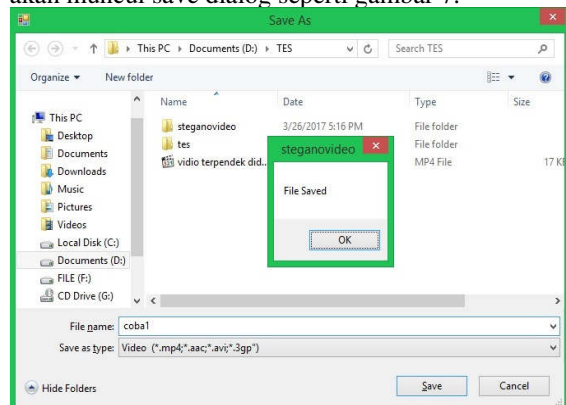 akan muncul save dialog seperti gambar 7.
Save As
This PC Documents (D:) TES
Search TES
Organize New folder
Name Date Type Size
This PC
Desktop
Documents
Downloads
Music
Pictures
Videos
Local Disk (C:)
Documents (D:)
FILE (F:)
CD Drive (G:)
steganovideo 3/26/2017 5:16 PM File folder
tes File folder
vidio terpendek did... MP4 File 17 KB
steganovideo
File Saved
OK
File name: coba1
Save as type: Video (*.mp4;*.aac;*.avi;*.3gp")
Hide Folders
Save Cancel